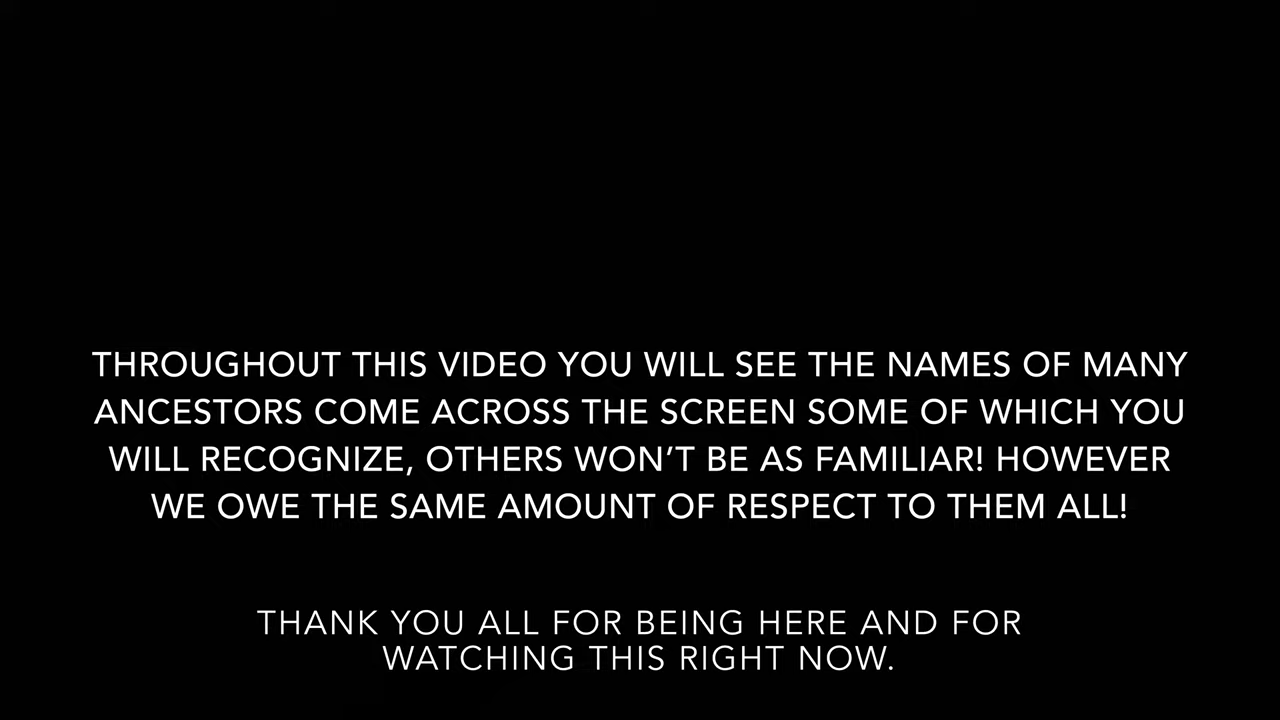 THROUGHOUT THIS VIDEO YOU WILL SEE THE NAMES OF MANY
ANCESTORS COME ACROSS THE SCREEN SOME OF WHICH YOU
WILL RECOGNIZE, OTHERS WON'T BE AS FAMILIAR! HOWEVER
WE OWE THE SAME AMOUNT OF RESPECT TO THEM ALL!
THANK YOU ALL FOR BEING HERE AND FOR
WATCHING THIS RIGHT NOW.